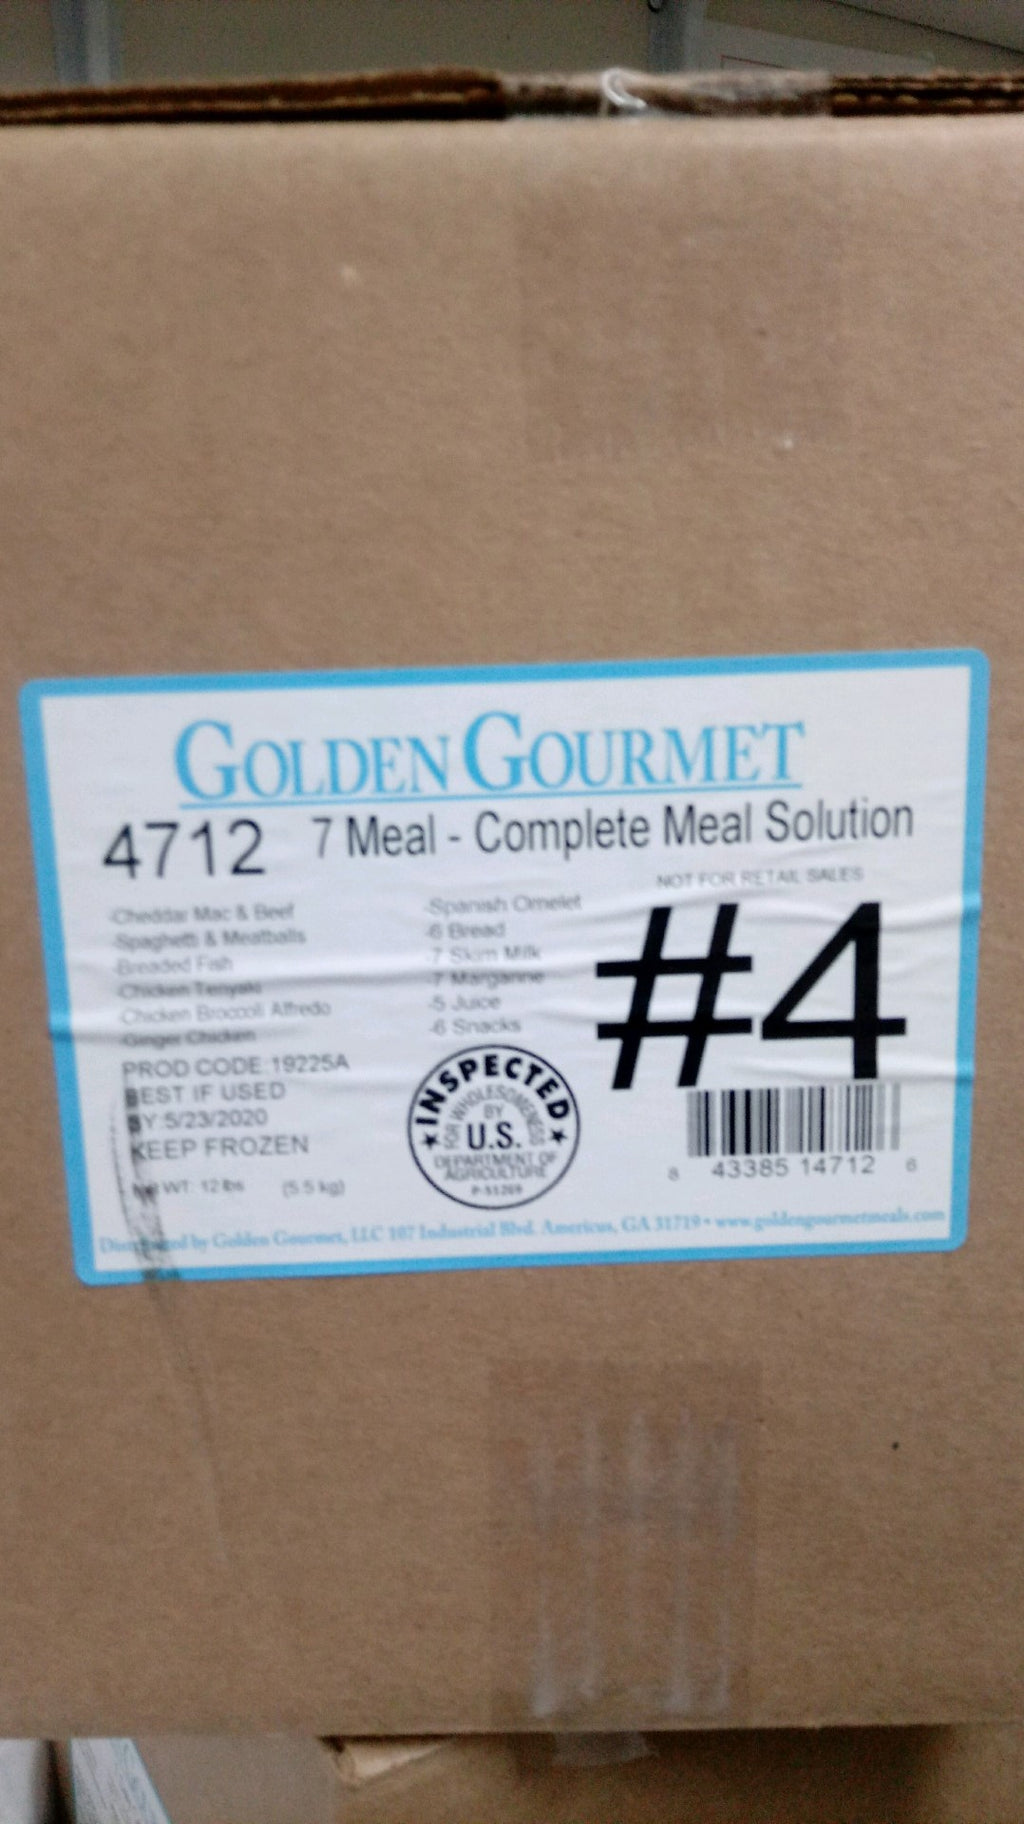 GOLDEN GOURMET
4712 7 Meal - Complete Meal Solution
NOT FOR RETAIL SALES
-Cheddar Mac & Beef
-Spaghetti & Meatballs
-Breaded Fish
-Chicken Teriyaki
-Chicken Broccoli Alfredo
-Ginger Chicken
-Spanish Omelet
-6 Bread
-7 Skim Milk
-7 Margarine
-5 Juice
-6 Snacks
#4
PROD CODE:19225A
BEST IF USED
BY:5/23/2020
KEEP FROZEN
WT: 12 lbs (5.5 kg)
INSPECTED
FOR WHOLESOMENESS
BY
U.S.
DEPARTMENT OF
AGRICULTURE
P-51269
8 43385 14712 6
by Golden Gourmet, LLC 107 Industrial Blvd. Americus, GA 31719 • www.goldengourmetmeals.com